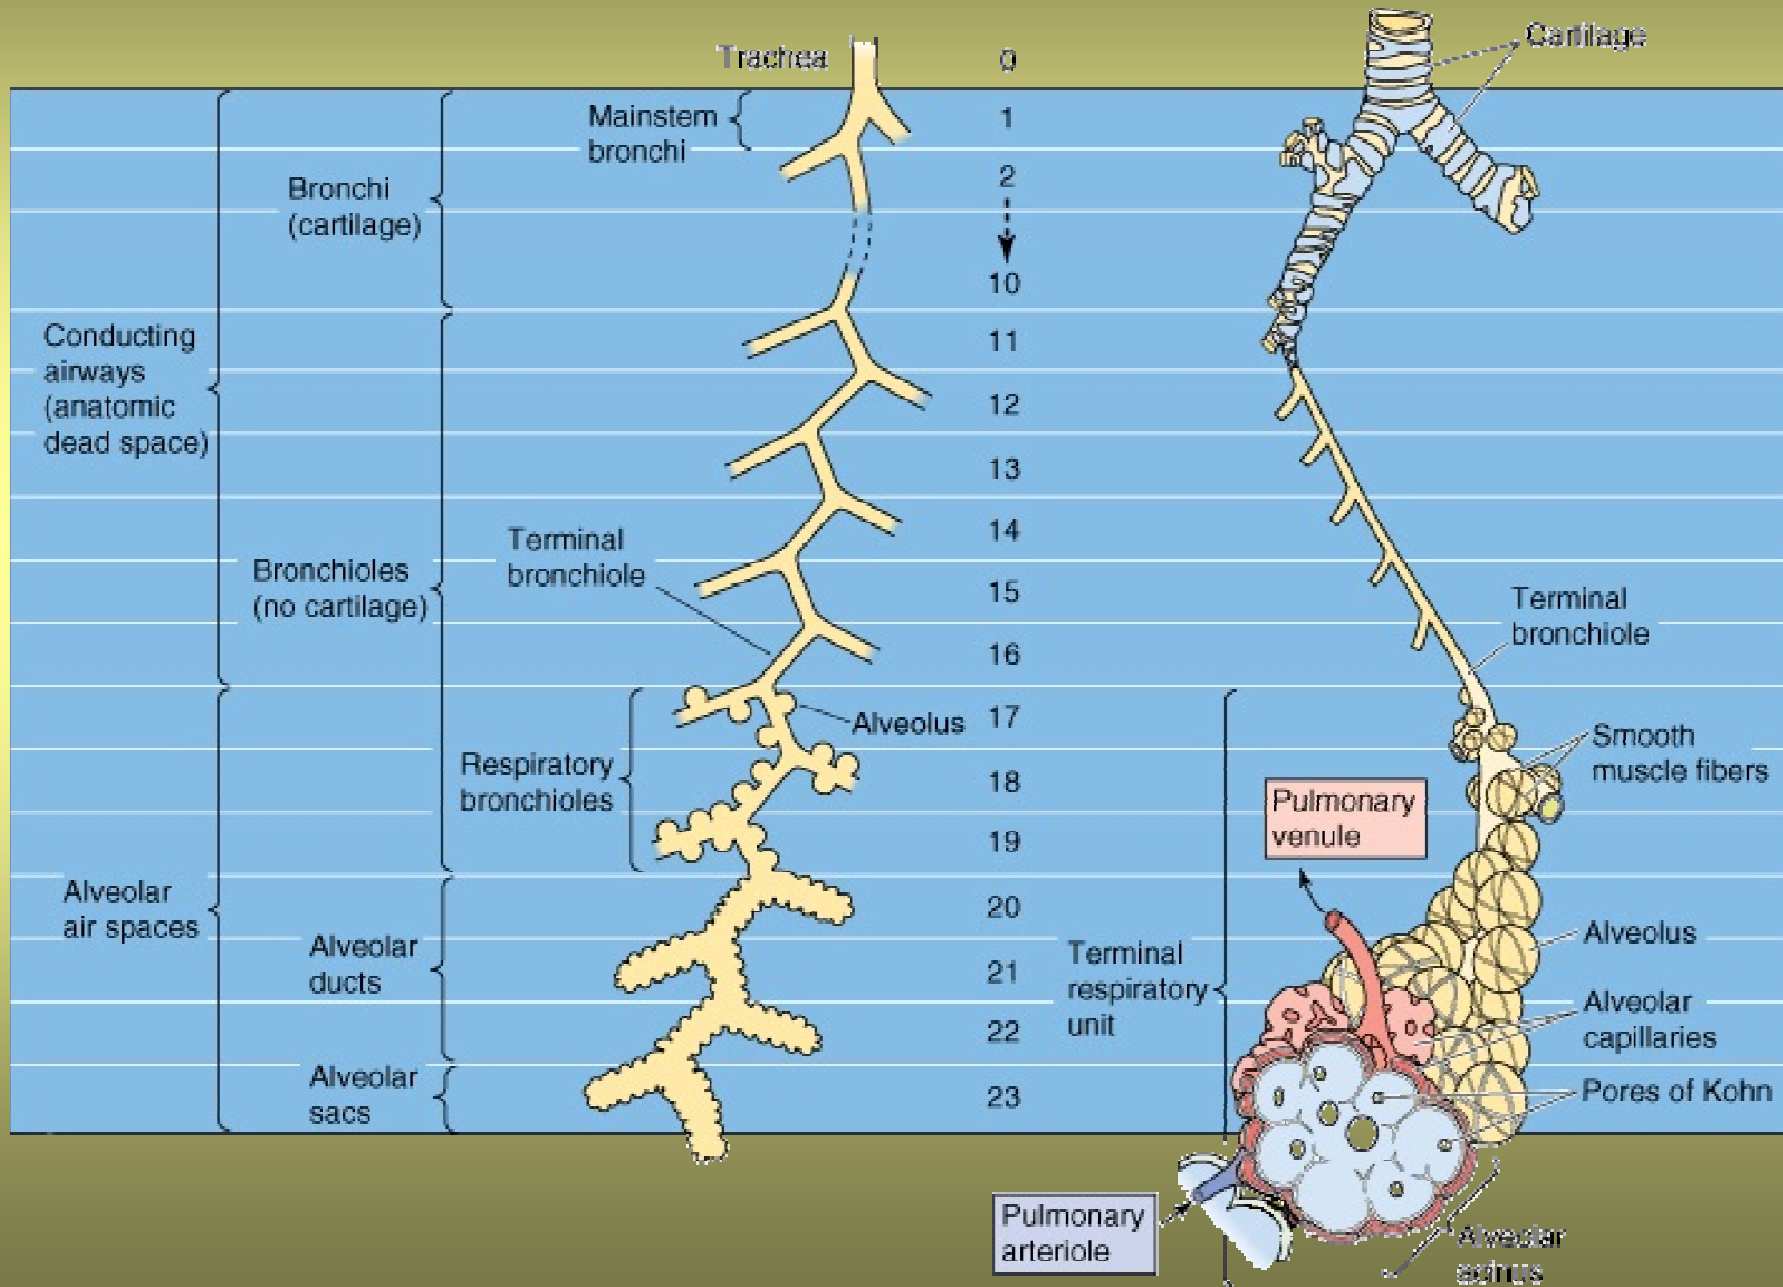 Trachea
0
Cartilage
Mainstem
bronchi
1
2
Bronchi
(cartilage)
10
Conducting
airways
(anatomic
dead space)
11
12
13
14
Terminal
bronchiole
Bronchioles
(no cartilage)
15
16
Terminal
bronchiole
Alveolus
17
Respiratory
bronchioles
18
19
Smooth
muscle fibers
Pulmonary
venule
Alveolar
air spaces
20
Alveolar
ducts
21
22
Terminal
respiratory
unit
Alveolus
Alveolar
capillaries
Alveolar
sacs
23
Pores of Kohn
Pulmonary
arteriole
Alveolar
acinus